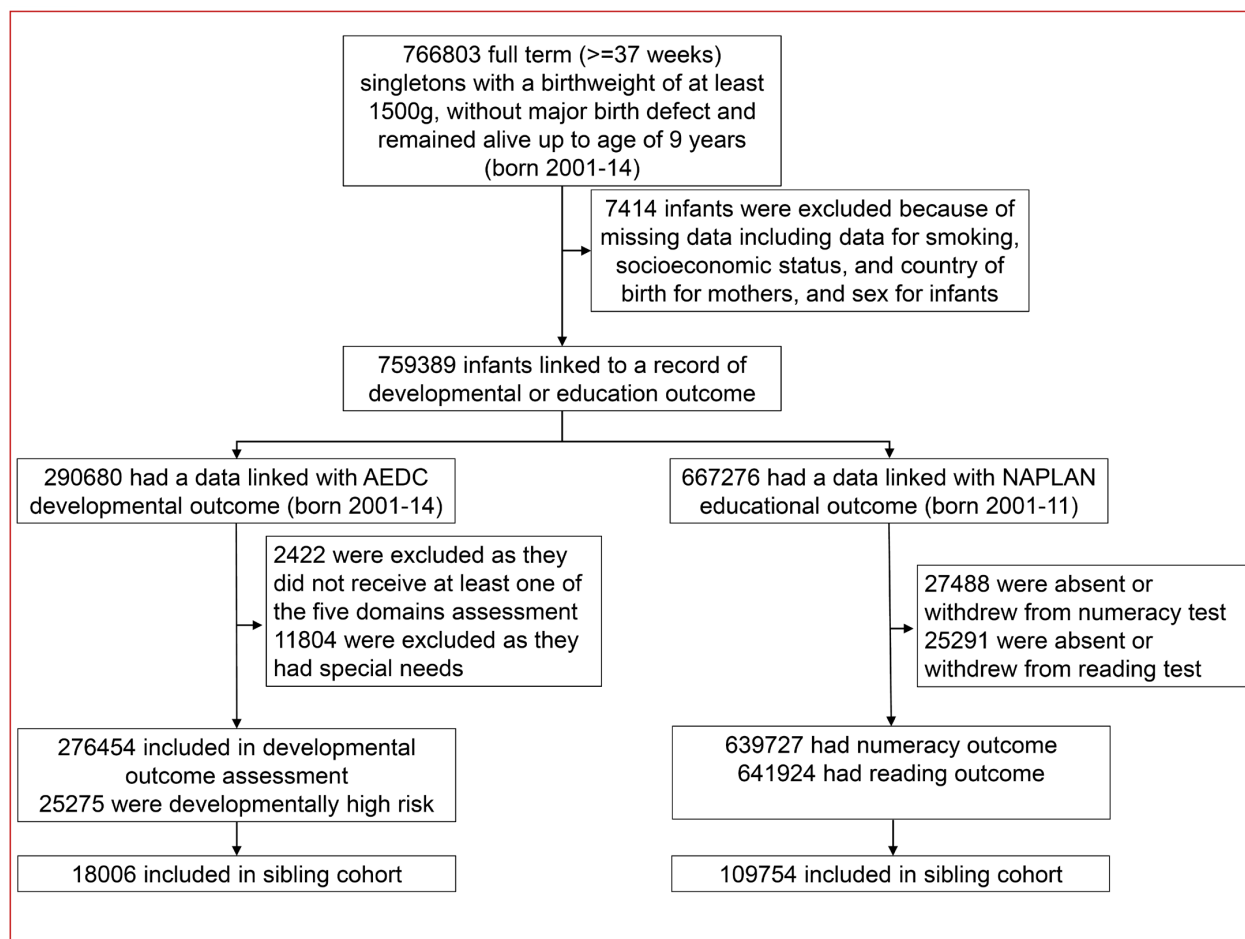 766803 full term (>=37 weeks)
singletons with a birthweight of at least
1500g, without major birth defect and
remained alive up to age of 9 years
(born 2001-14)
7414 infants were excluded because of
missing data including data for smoking,
socioeconomic status, and country of
birth for mothers, and sex for infants
759389 infants linked to a record of
developmental or education outcome
290680 had a data linked with AEDC
developmental outcome (born 2001-14)
667276 had a data linked with NAPLAN
educational outcome (born 2001-11)
2422 were excluded as they
did not receive at least one of
the five domains assessment
11804 were excluded as they
had special needs
27488 were absent or
withdrew from numeracy test
25291 were absent or
withdrew from reading test
276454 included in developmental
outcome assessment
25275 were developmentally high risk
639727 had numeracy outcome
641924 had reading outcome
18006 included in sibling cohort
109754 included in sibling cohort